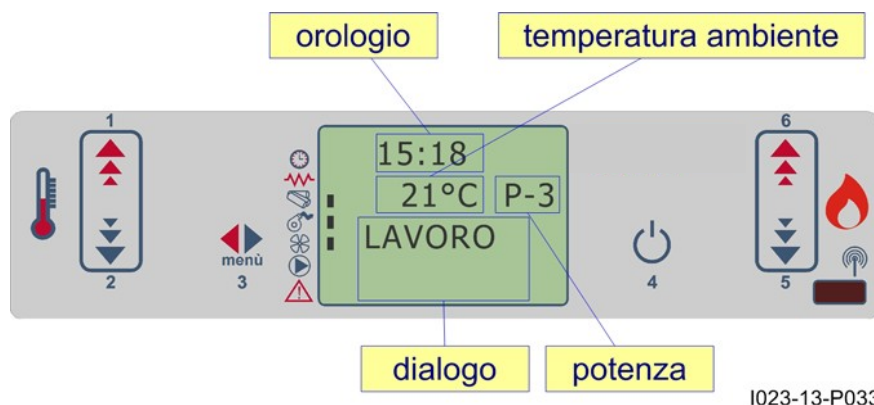 orologio
temperatura ambiente
1
6
15:18
21°C
P-3
LAVORO
menù
2
3
4
5
dialogo
potenza
I023-13-P033